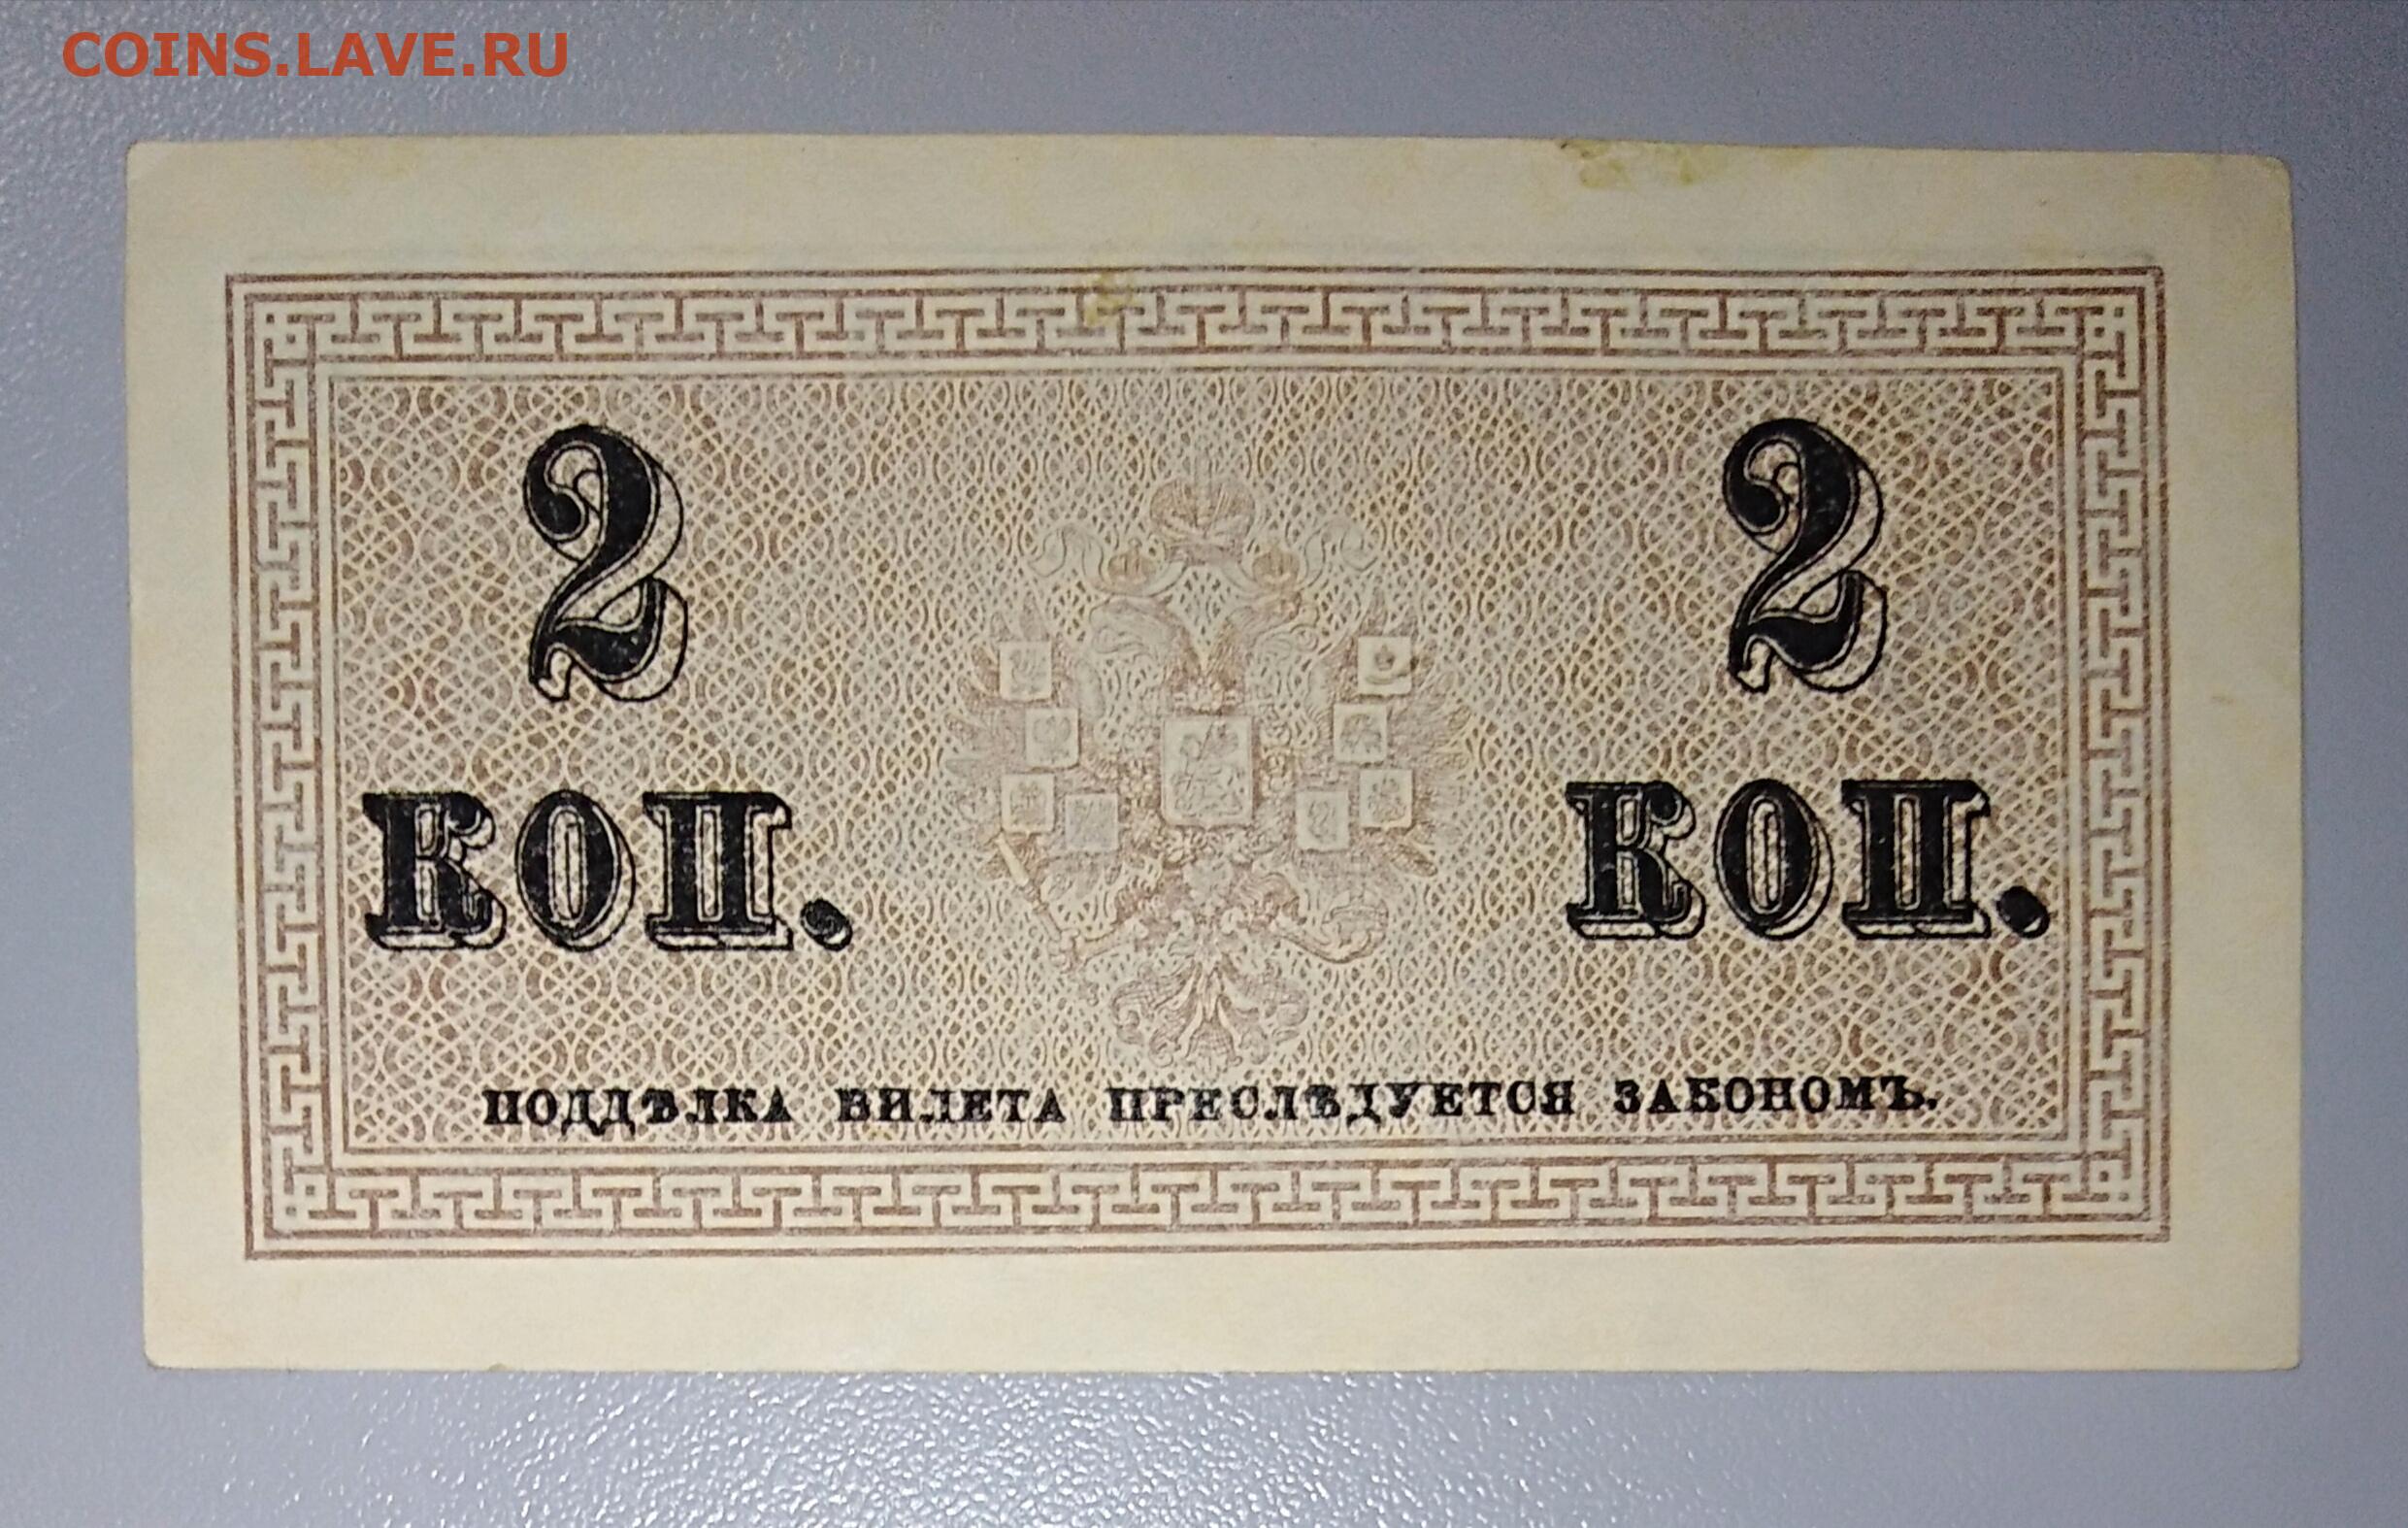 COINS.LAVE.RU
2 2
КОП. КОП.
ПОДДѢЛКА БИЛЕТА ПРЕСЛѢДУЕТСЯ ЗАКОНОМЪ.